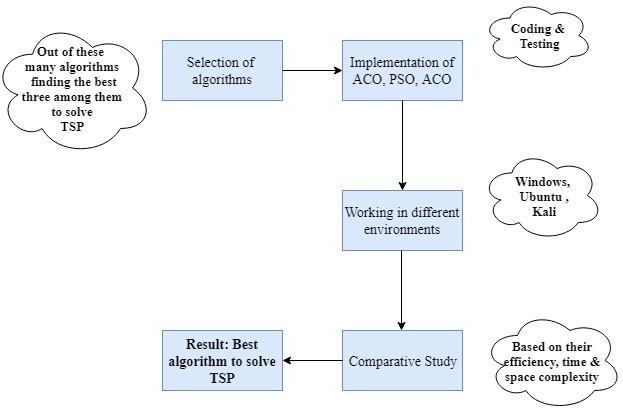 Out of these
many algorithms
finding the best
three among them
to solve
TSP
Selection of
algorithms
Implementation of
ACO, PSO, ACO
Coding &
Testing
Working in different
environments
Windows,
Ubuntu ,
Kali
Result: Best
algorithm to solve
TSP
Comparative Study
Based on their
efficiency, time &
space complexity